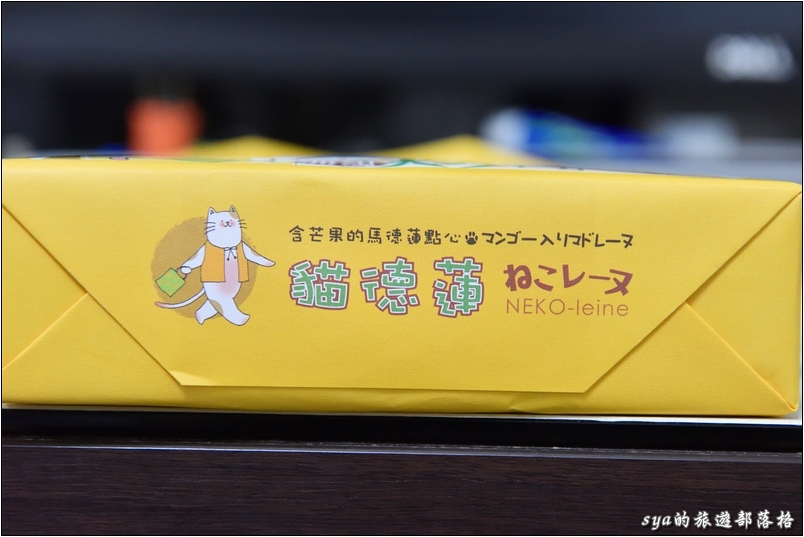 含芒果的馬德蓮點心 マンゴー入りマドレーヌ
貓德蓮 ねこレーヌ
NEKO-leine
sya的旅遊部落格